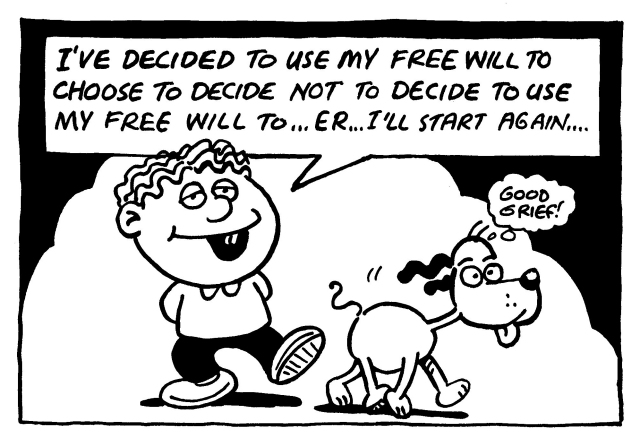 I'VE DECIDED TO USE MY FREE WILL TO
CHOOSE TO DECIDE NOT TO DECIDE TO USE
MY FREE WILL TO... ER... I'LL START AGAIN....
GOOD
GRIEF!